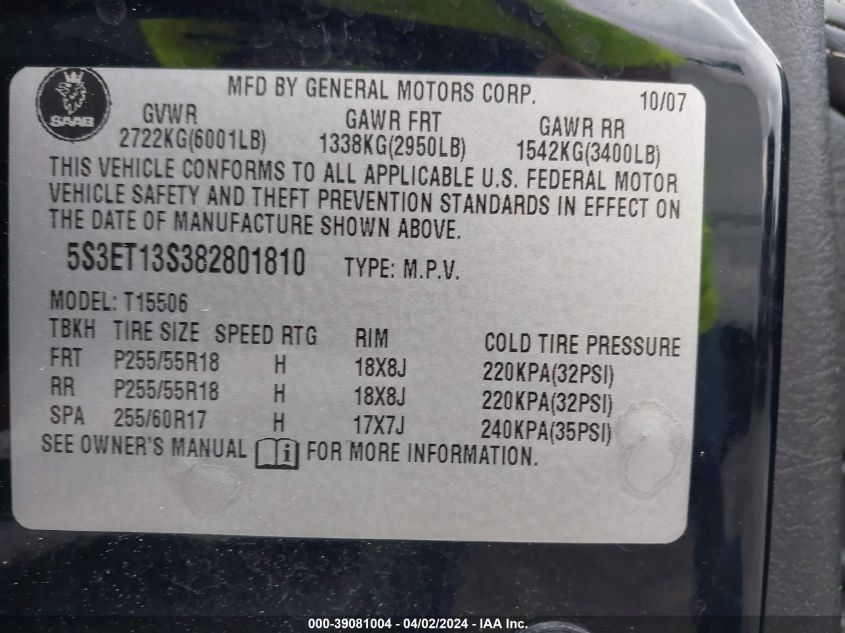 MFD BY GENERAL MOTORS CORP. 10/07
SAAB
GVWR GAWR FRT GAWR RR
2722KG(6001LB) 1338KG(2950LB) 1542KG(3400LB)
THIS VEHICLE CONFORMS TO ALL APPLICABLE U.S. FEDERAL MOTOR
VEHICLE SAFETY AND THEFT PREVENTION STANDARDS IN EFFECT ON
THE DATE OF MANUFACTURE SHOWN ABOVE.
5S3ET13S382801810 TYPE: M.P.V.
MODEL: T15506
TBKH TIRE SIZE SPEED RTG RIM COLD TIRE PRESSURE
FRT P255/55R18 H 18X8J 220KPA(32PSI)
RR P255/55R18 H 18X8J 220KPA(32PSI)
SPA 255/60R17 H 17X7J 240KPA(35PSI)
SEE OWNER'S MANUAL i FOR MORE INFORMATION.
000-39081004 - 04/02/2024 - IAA Inc.